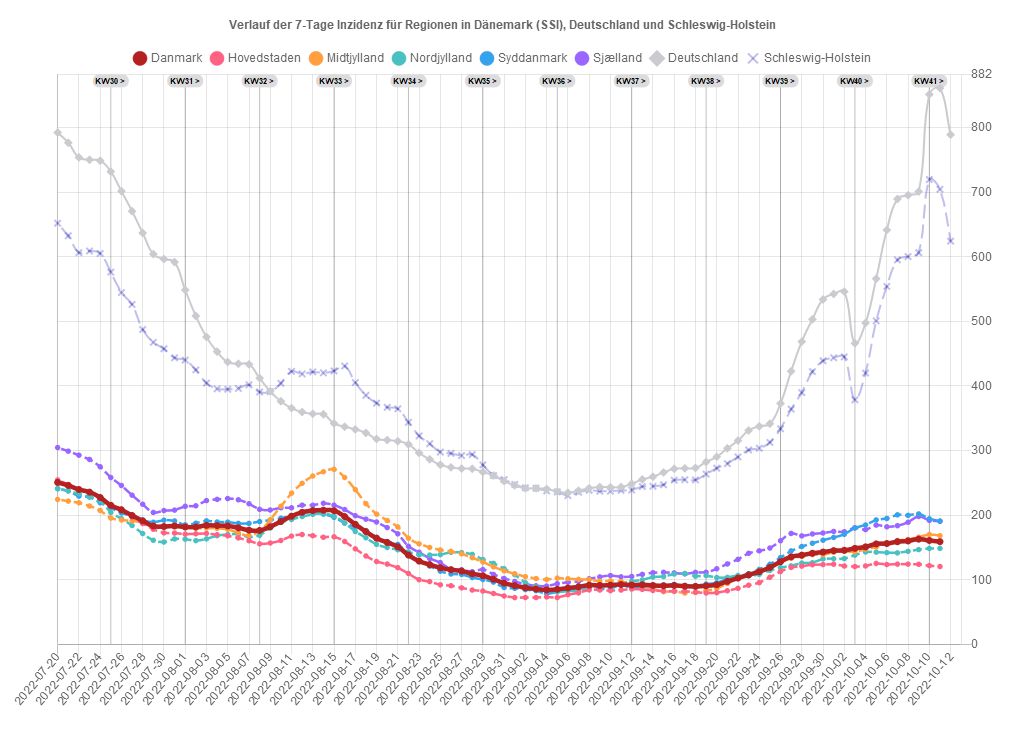 Verlauf der 7-Tage Inzidenz für Regionen in Dänemark (SSI), Deutschland und Schleswig-Holstein
Danmark Hovedstaden Midtjylland Nordjylland Syddanmark Sjælland Deutschland Schleswig-Holstein
KW30 > KW31 > KW32 > KW33 > KW34 > KW35 > KW36 > KW37 > KW38 > KW39 > KW40 > KW41 >
882
800
700
600
500
400
300
200
100
0
2022-07-20 2022-07-22 2022-07-24 2022-07-26 2022-07-28 2022-07-30 2022-08-01 2022-08-03 2022-08-05 2022-08-07 2022-08-09 2022-08-11 2022-08-13 2022-08-15 2022-08-17 2022-08-19 2022-08-21 2022-08-23 2022-08-25 2022-08-27 2022-08-29 2022-08-31 2022-09-02 2022-09-04 2022-09-06 2022-09-08 2022-09-10 2022-09-12 2022-09-14 2022-09-16 2022-09-18 2022-09-20 2022-09-22 2022-09-24 2022-09-26 2022-09-28 2022-09-30 2022-10-02 2022-10-04 2022-10-06 2022-10-08 2022-10-10 2022-10-12